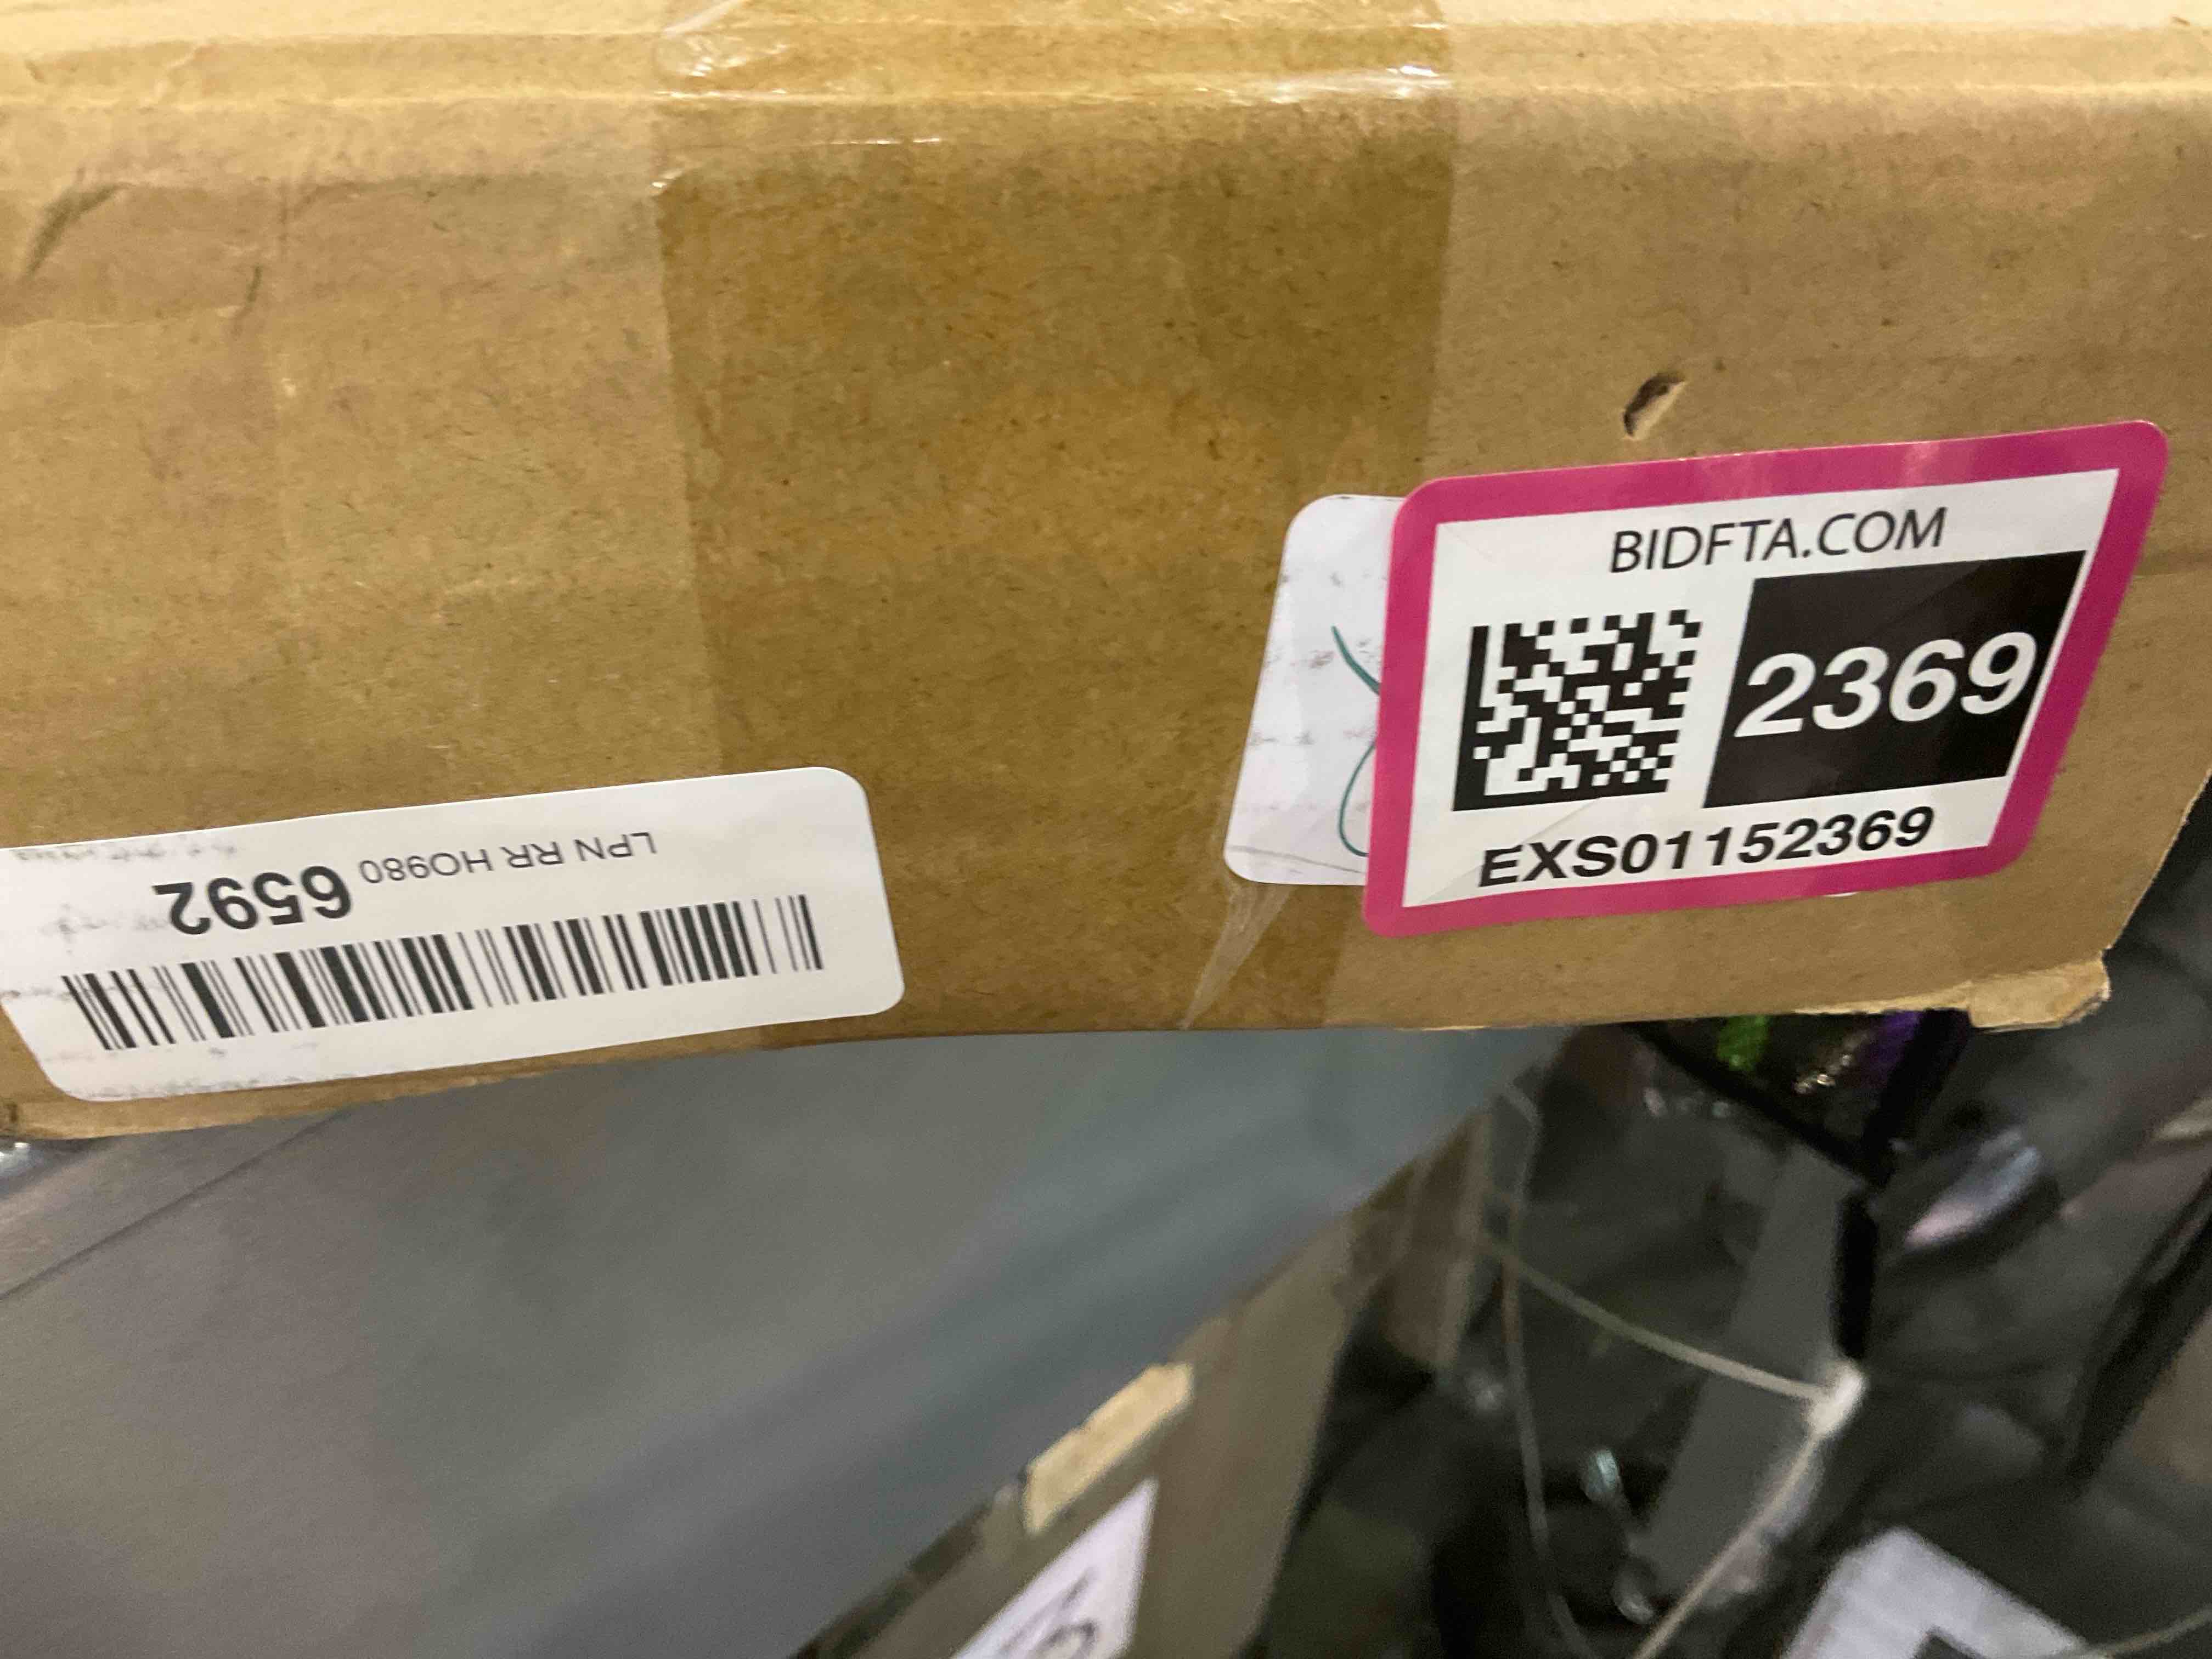 BIDFTA.COM
2369
EXS01152369
LPN RR HO980 6592